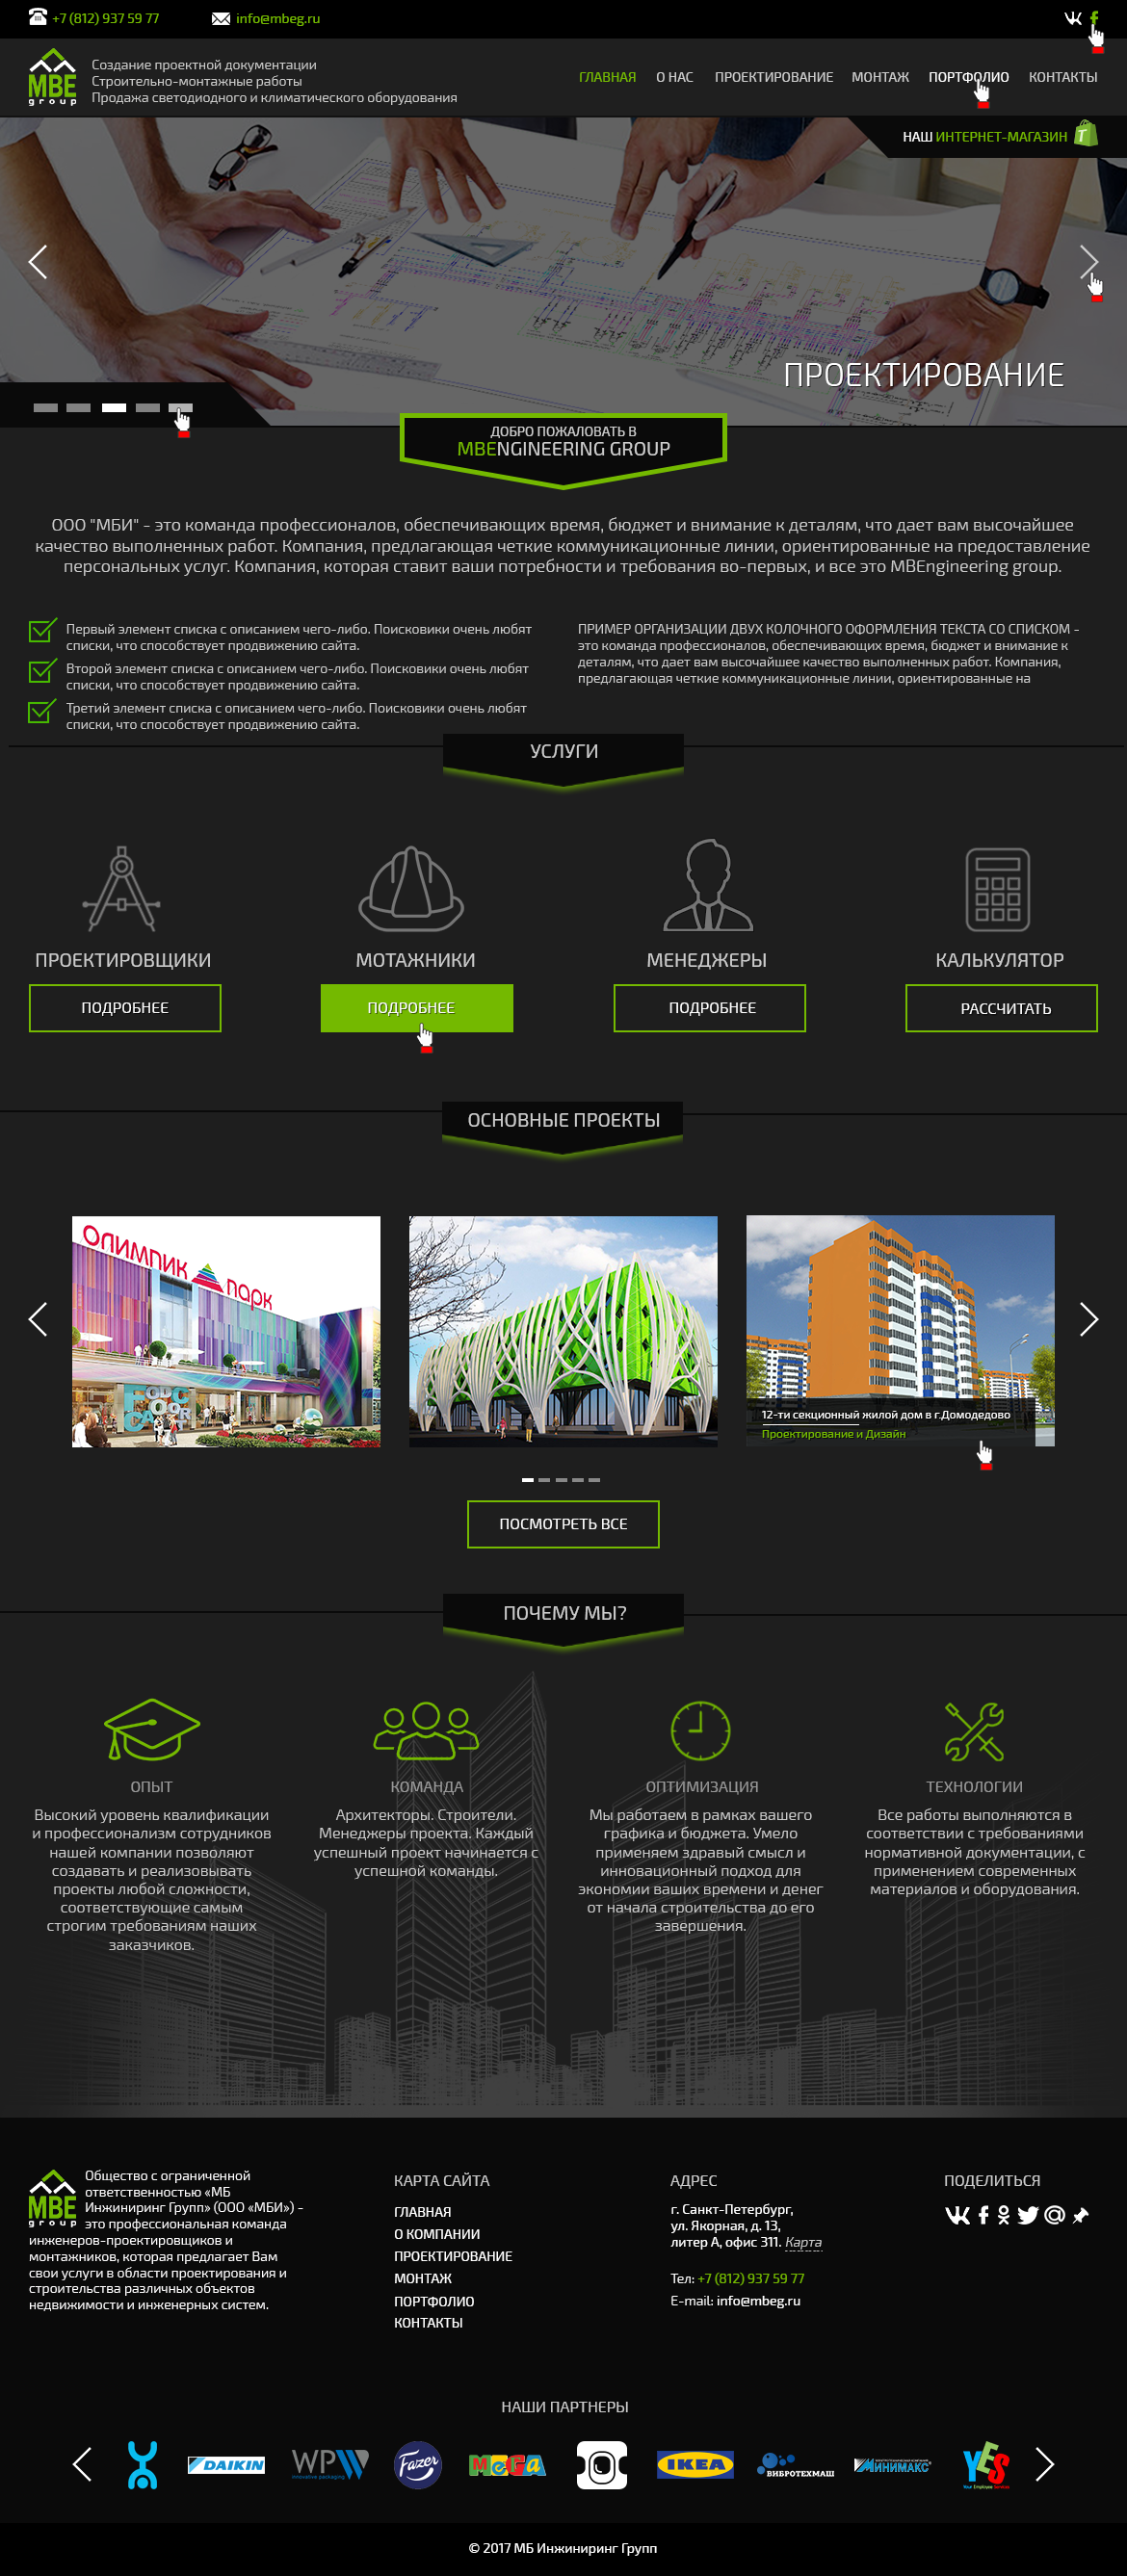 +7 (812) 937 59 77
info@mbeg.ru
MBE
group
Создание проектной документации
Строительно-монтажные работы
Продажа светодиодного и климатического оборудования
ГЛАВНАЯ О НАС ПРОЕКТИРОВАНИЕ МОНТАЖ ПОРТФОЛИО КОНТАКТЫ
НАШ ИНТЕРНЕТ-МАГАЗИН
ПРОЕКТИРОВАНИЕ
ДОБРО ПОЖАЛОВАТЬ В
MBENGINEERING GROUP
ООО "МБИ" - это команда профессионалов, обеспечивающих время, бюджет и внимание к деталям, что дает вам высочайшее
качество выполненных работ. Компания, предлагающая четкие коммуникационные линии, ориентированные на предоставление
персональных услуг. Компания, которая ставит ваши потребности и требования во-первых, и все это MBEngineering group.
Первый элемент списка с описанием чего-либо. Поисковики очень любят
списки, что способствует продвижению сайта.
Второй элемент списка с описанием чего-либо. Поисковики очень любят
списки, что способствует продвижению сайта.
Третий элемент списка с описанием чего-либо. Поисковики очень любят
списки, что способствует продвижению сайта.
ПРИМЕР ОРГАНИЗАЦИИ ДВУХ КОЛОЧНОГО ОФОРМЛЕНИЯ ТЕКСТА СО СПИСКОМ -
это команда профессионалов, обеспечивающих время, бюджет и внимание к
деталям, что дает вам высочайшее качество выполненных работ. Компания,
предлагающая четкие коммуникационные линии, ориентированные на
УСЛУГИ
ПРОЕКТИРОВЩИКИ
МОТАЖНИКИ
МЕНЕДЖЕРЫ
КАЛЬКУЛЯТОР
ПОДРОБНЕЕ
ПОДРОБНЕЕ
ПОДРОБНЕЕ
РАССЧИТАТЬ
ОСНОВНЫЕ ПРОЕКТЫ
ОЛИМПИК ПАРК
FOOD
12-ти секционный жилой дом в г.Домодедово
Проектирование и Дизайн
ПОСМОТРЕТЬ ВСЕ
ПОЧЕМУ МЫ?
ОПЫТ
Высокий уровень квалификации
и профессионализм сотрудников
нашей компании позволяют
создавать и реализовывать
проекты любой сложности,
соответствующие самым
строгим требованиям наших
заказчиков.
КОМАНДА
Архитекторы. Строители.
Менеджеры проекта. Каждый
успешный проект начинается с
успешной команды.
ОПТИМИЗАЦИЯ
Мы работаем в рамках вашего
графика и бюджета. Умело
применяем здравый смысл и
инновационный подход для
экономии ваших времени и денег
от начала строительства до его
завершения.
ТЕХНОЛОГИИ
Все работы выполняются в
соответствии с требованиями
нормативной документации, с
применением современных
материалов и оборудования.
MBE
group
Общество с ограниченной
ответственностью «МБ
Инжиниринг Групп» (ООО «МБИ») -
это профессиональная команда
инженеров-проектировщиков и
монтажников, которая предлагает Вам
свои услуги в области проектирования и
строительства различных объектов
недвижимости и инженерных систем.
КАРТА САЙТА
ГЛАВНАЯ
О КОМПАНИИ
ПРОЕКТИРОВАНИЕ
МОНТАЖ
ПОРТФОЛИО
КОНТАКТЫ
АДРЕС
г. Санкт-Петербург,
ул. Якорная, д. 13,
литер А, офис 311. Карта
Тел: +7 (812) 937 59 77
E-mail: info@mbeg.ru
ПОДЕЛИТЬСЯ
НАШИ ПАРТНЕРЫ
DAIKIN
WPW
innovative packaging
Fazer
МеGа
IKEA
ВИБРОТЕХМАШ
МИНИМАКС
YES
Your Employee Services
© 2017 МБ Инжиниринг Групп